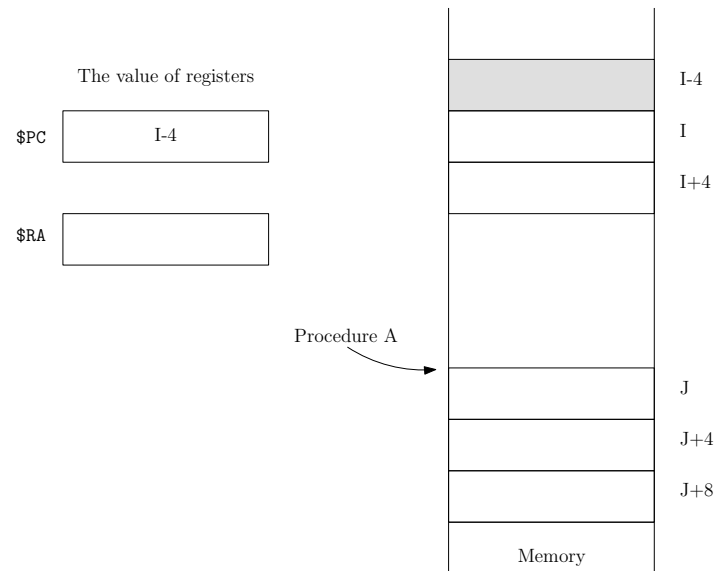 The value of registers
$PC
I-4
$RA
Procedure A
I-4
I
I+4
J
J+4
J+8
Memory